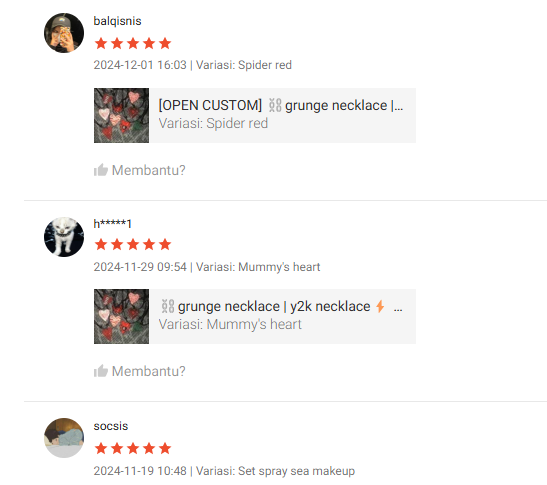 balqisnis
2024-12-01 16:03 | Variasi: Spider red
[OPEN CUSTOM] ⛓ grunge necklace |...
Variasi: Spider red
Membantu?
h*****1
2024-11-29 09:54 | Variasi: Mummy's heart
⛓ grunge necklace | y2k necklace ⚡ ...
Variasi: Mummy's heart
Membantu?
socsis
2024-11-19 10:48 | Variasi: Set spray sea makeup